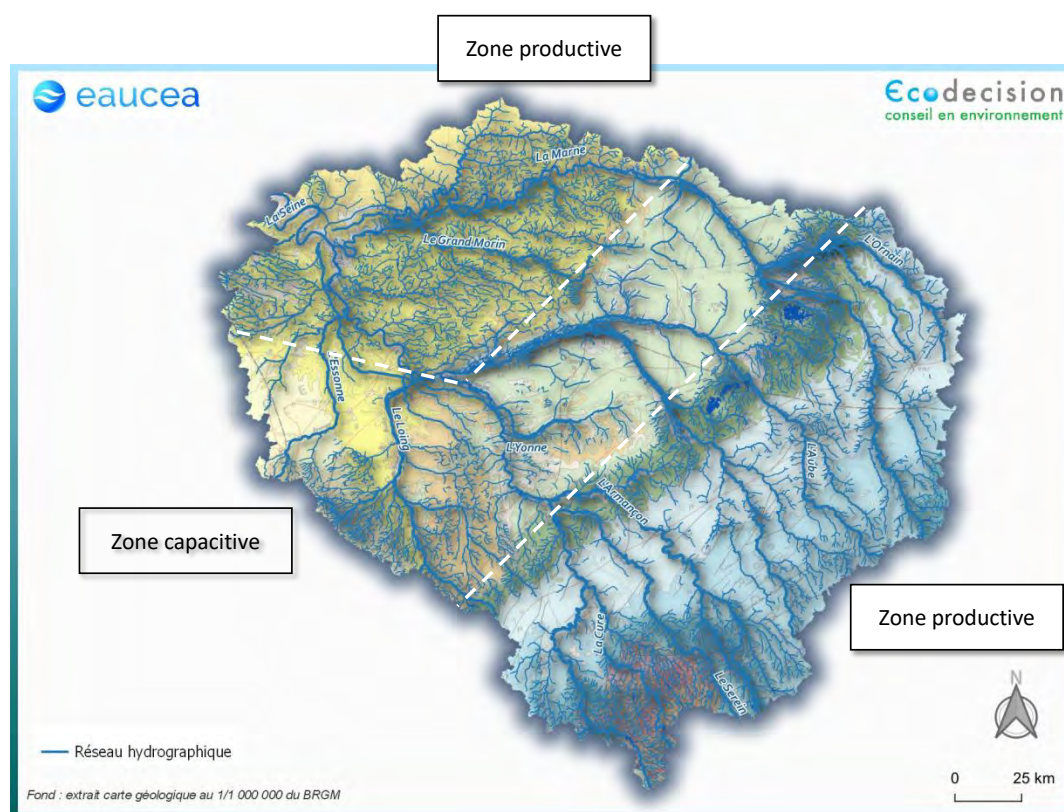 Zone productive
eaucea
Ecodecision
conseil en environnement
La Marne
La Seine
Le Grand Morin
L'Ornain
L'Essonne
Le Loing
L'Yonne
L'Aube
L'Armançon
Zone capacitive
Zone productive
La Cure
Le Serein
N
Réseau hydrographique
0 25 km
Fond : extrait carte géologique au 1/1 000 000 du BRGM